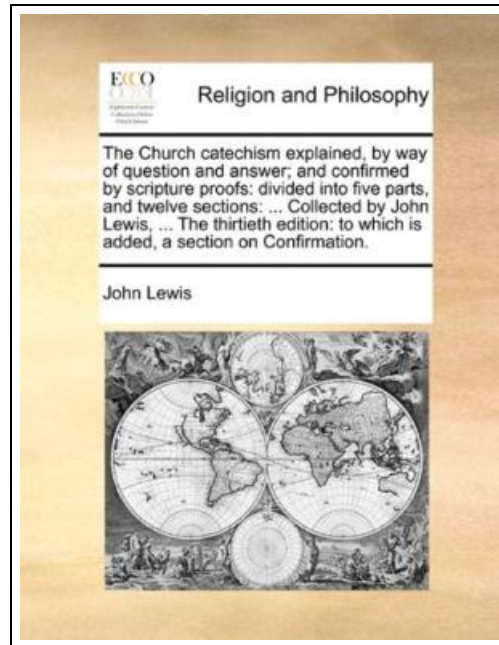 ECCO
Religion and Philosophy
The Church catechism explained, by way
of question and answer; and confirmed
by scripture proofs: divided into five parts,
and twelve sections: ... Collected by John
Lewis, ... The thirtieth edition: to which is
added, a section on Confirmation.
John Lewis